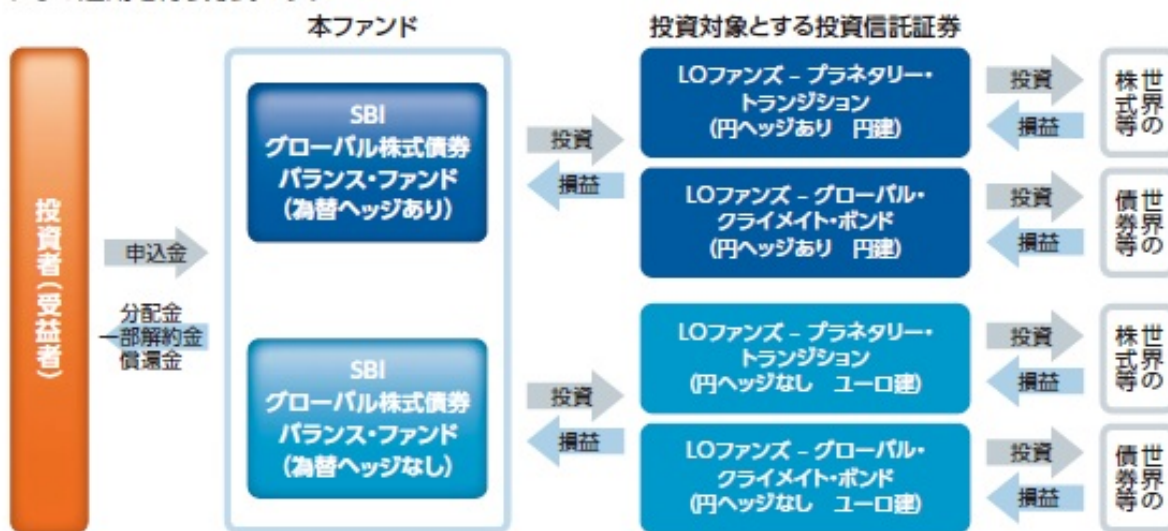 本ファンド
投資対象とする投資信託証券
投資者(受益者)
申込金
分配金
一部解約金
償還金
SBI
グローバル株式債券
バランス・ファンド
(為替ヘッジあり)
投資
損益
LOファンズ – プラネタリー・
トランジション
(円ヘッジあり 円建)
投資
損益
世界の
株式等
LOファンズ – グローバル・
クライメイト・ボンド
(円ヘッジあり 円建)
投資
損益
世界の
債券等
SBI
グローバル株式債券
バランス・ファンド
(為替ヘッジなし)
投資
損益
LOファンズ – プラネタリー・
トランジション
(円ヘッジなし ユーロ建)
投資
損益
世界の
株式等
LOファンズ – グローバル・
クライメイト・ボンド
(円ヘッジなし ユーロ建)
投資
損益
世界の
債券等